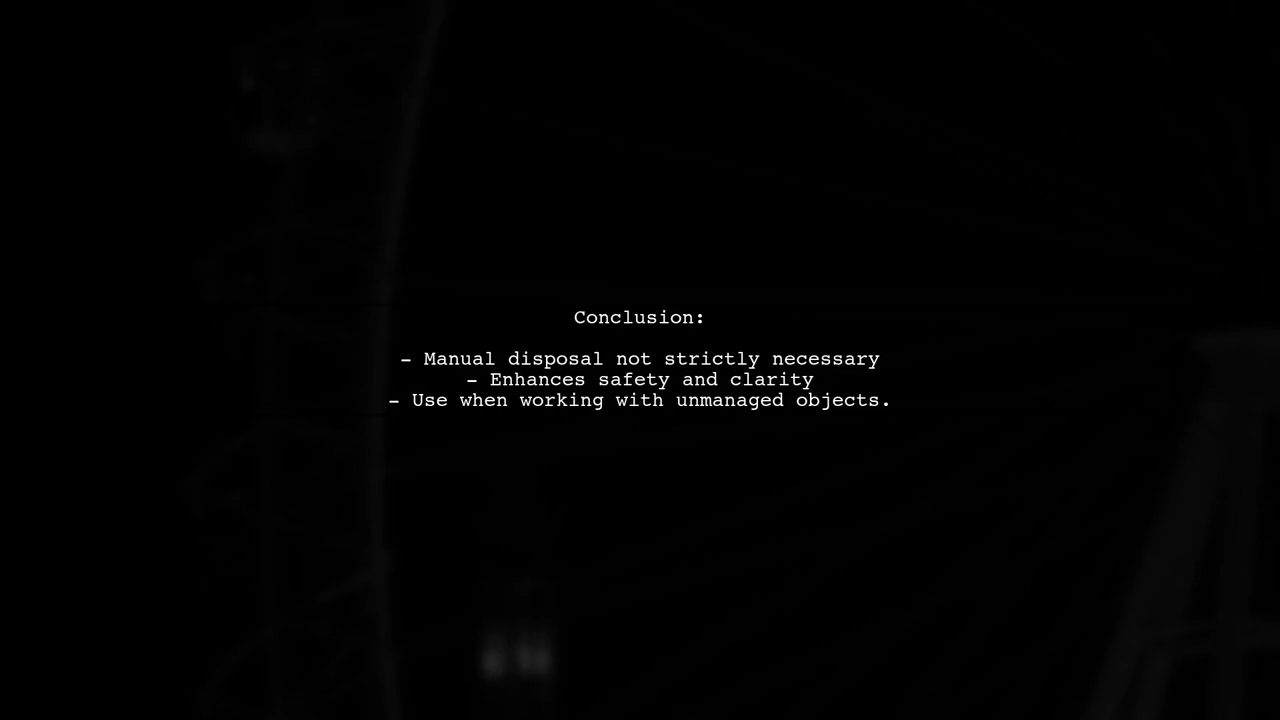 Conclusion:
- Manual disposal not strictly necessary
- Enhances safety and clarity
- Use when working with unmanaged objects.